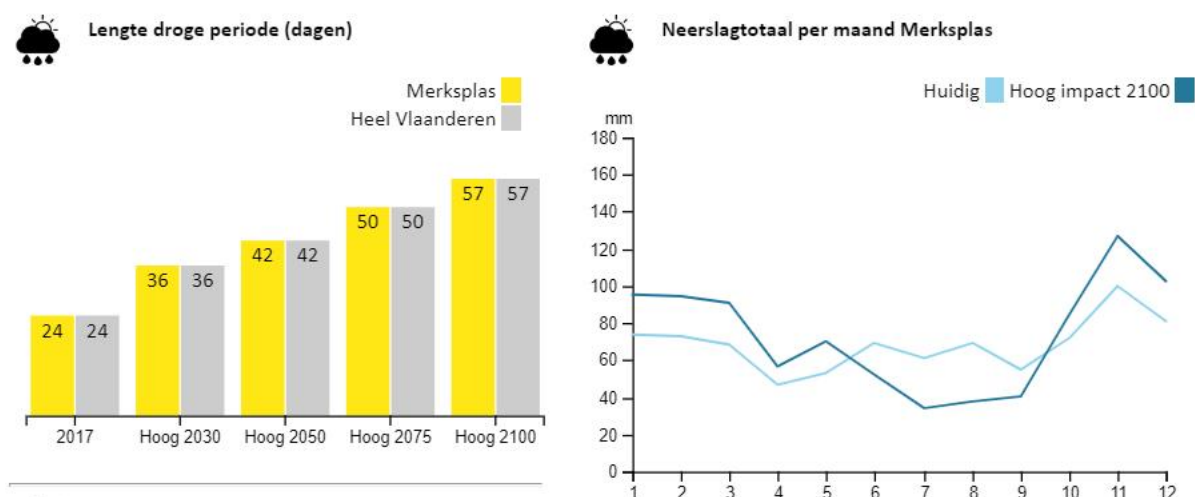 Lengte droge periode (dagen)
Merksplas
Heel Vlaanderen
24 24
36 36
42 42
50 50
57 57
2017 Hoog 2030 Hoog 2050 Hoog 2075 Hoog 2100
Neerslagtotaal per maand Merksplas
Huidig Hoog impact 2100
mm
180
160
140
120
100
80
60
40
20
0
1 2 3 4 5 6 7 8 9 10 11 12